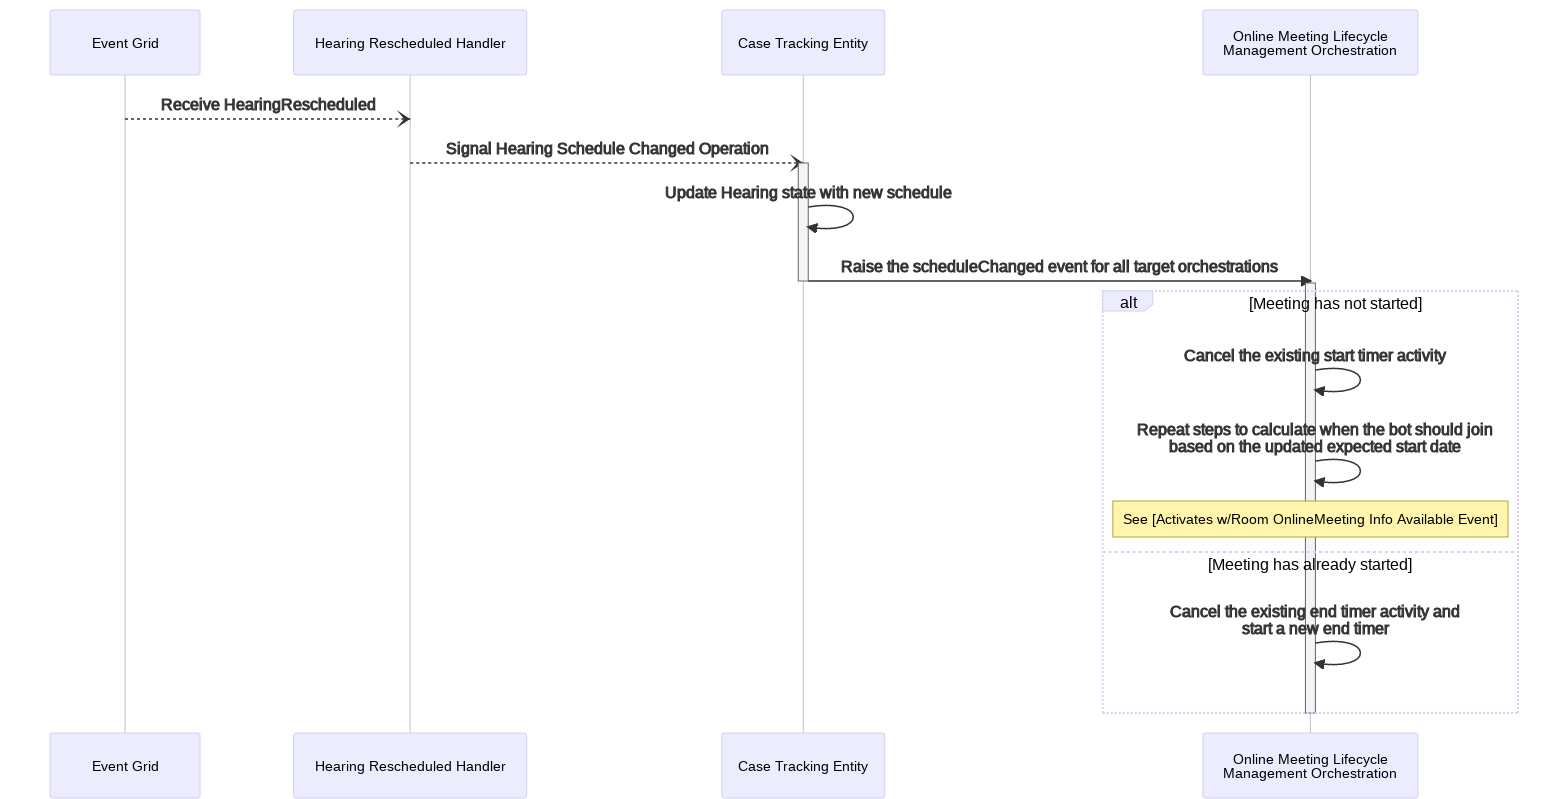 Event Grid
Hearing Rescheduled Handler
Case Tracking Entity
Online Meeting Lifecycle
Management Orchestration
Receive HearingRescheduled
Signal Hearing Schedule Changed Operation
Update Hearing state with new schedule
Raise the scheduleChanged event for all target orchestrations
alt
[Meeting has not started]
Cancel the existing start timer activity
Repeat steps to calculate when the bot should join
based on the updated expected start date
See [Activates w/Room OnlineMeeting Info Available Event]
[Meeting has already started]
Cancel the existing end timer activity and
start a new end timer
Event Grid
Hearing Rescheduled Handler
Case Tracking Entity
Online Meeting Lifecycle
Management Orchestration